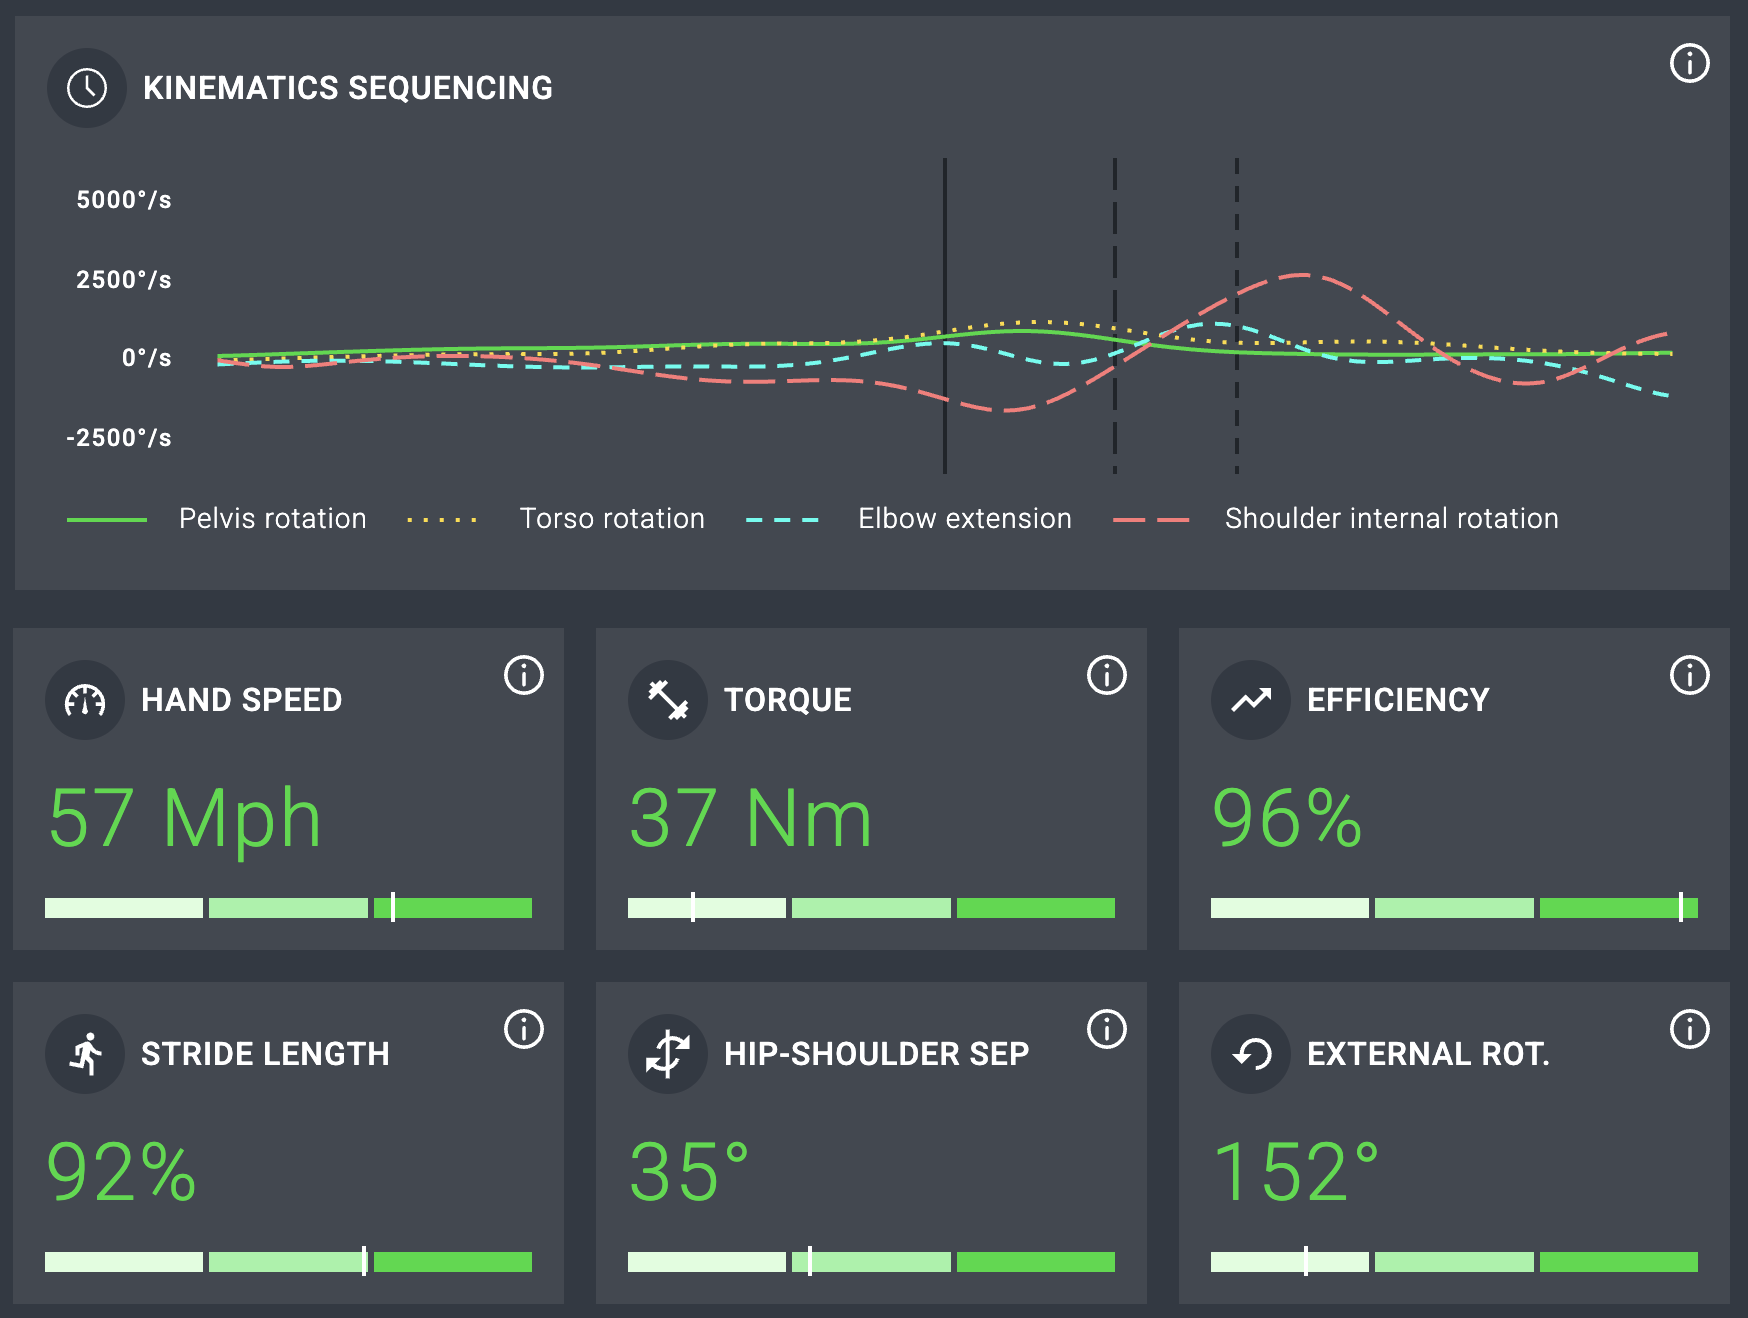 KINEMATICS SEQUENCING
5000°/s
2500°/s
0°/s
-2500°/s
Pelvis rotation Torso rotation Elbow extension Shoulder internal rotation
HAND SPEED
57 Mph
TORQUE
37 Nm
EFFICIENCY
96%
STRIDE LENGTH
92%
HIP-SHOULDER SEP
35°
EXTERNAL ROT.
152°